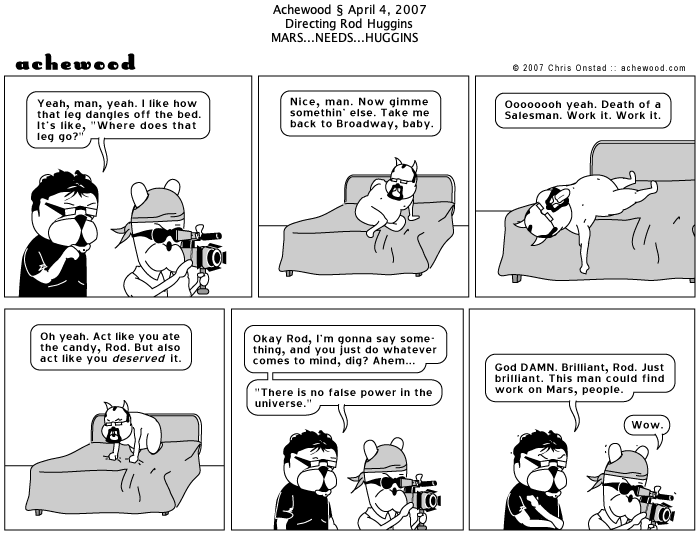 Achewood § April 4, 2007
Directing Rod Huggins
MARS...NEEDS...HUGGINS
achewood
© 2007 Chris Onstad :: achewood.com
Yeah, man, yeah. I like how
that leg dangles off the bed.
It's like, "Where does that
leg go?"
Nice, man. Now gimme
somethin' else. Take me
back to Broadway, baby.
Ooooooooh yeah. Death of a
Salesman. Work it. Work it.
Oh yeah. Act like you ate
the candy, Rod. But also
act like you deserved it.
Okay Rod, I'm gonna say some-
thing, and you just do whatever
comes to mind, dig? Ahem...
"There is no false power in the
universe."
God DAMN. Brilliant, Rod. Just
brilliant. This man could find
work on Mars, people.
Wow.